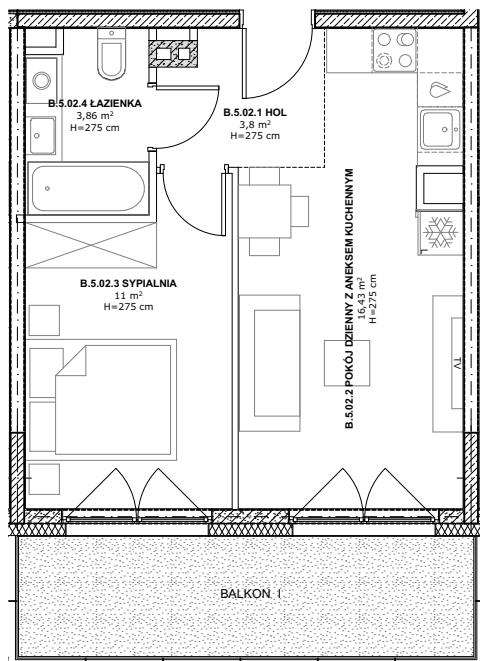 B.5.02.4 ŁAZIENKA
3,86 m²
H=275 cm
B.5.02.1 HOL
3,8 m²
H=275 cm
B.5.02.3 SYPIALNIA
11 m²
H=275 cm
B.5.02.2 POKÓJ DZIENNY Z ANEKSEM KUCHENNYM
16,43 m²
H=275 cm
TV
L
BALKON I